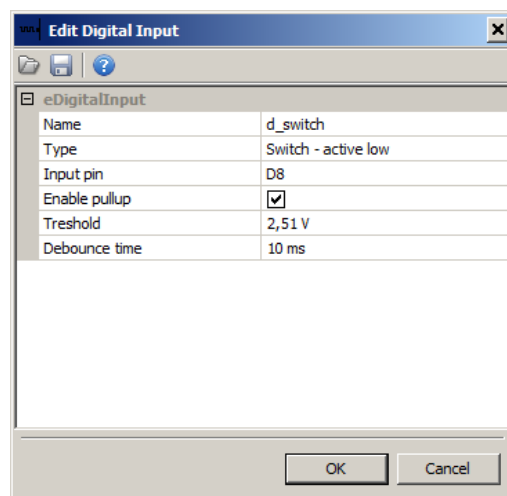 Edit Digital Input
eDigitalInput
Name d_switch
Type Switch - active low
Input pin D8
Enable pullup
Treshold 2,51 V
Debounce time 10 ms
OK Cancel